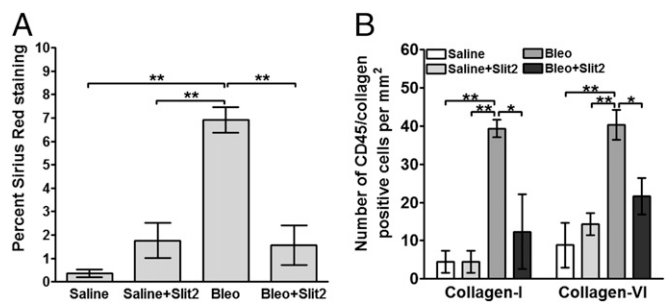 A
Percent Sirius Red staining
10
9
8
7
6
5
4
3
2
1
0
**
**
**
Saline
Saline+Slit2
Bleo
Bleo+Slit2
B
Number of CD45/collagen
positive cells per mm²
60
50
40
30
20
10
0
Saline
Saline+Slit2
Bleo
Bleo+Slit2
**
**
*
**
**
*
Collagen-I
Collagen-VI